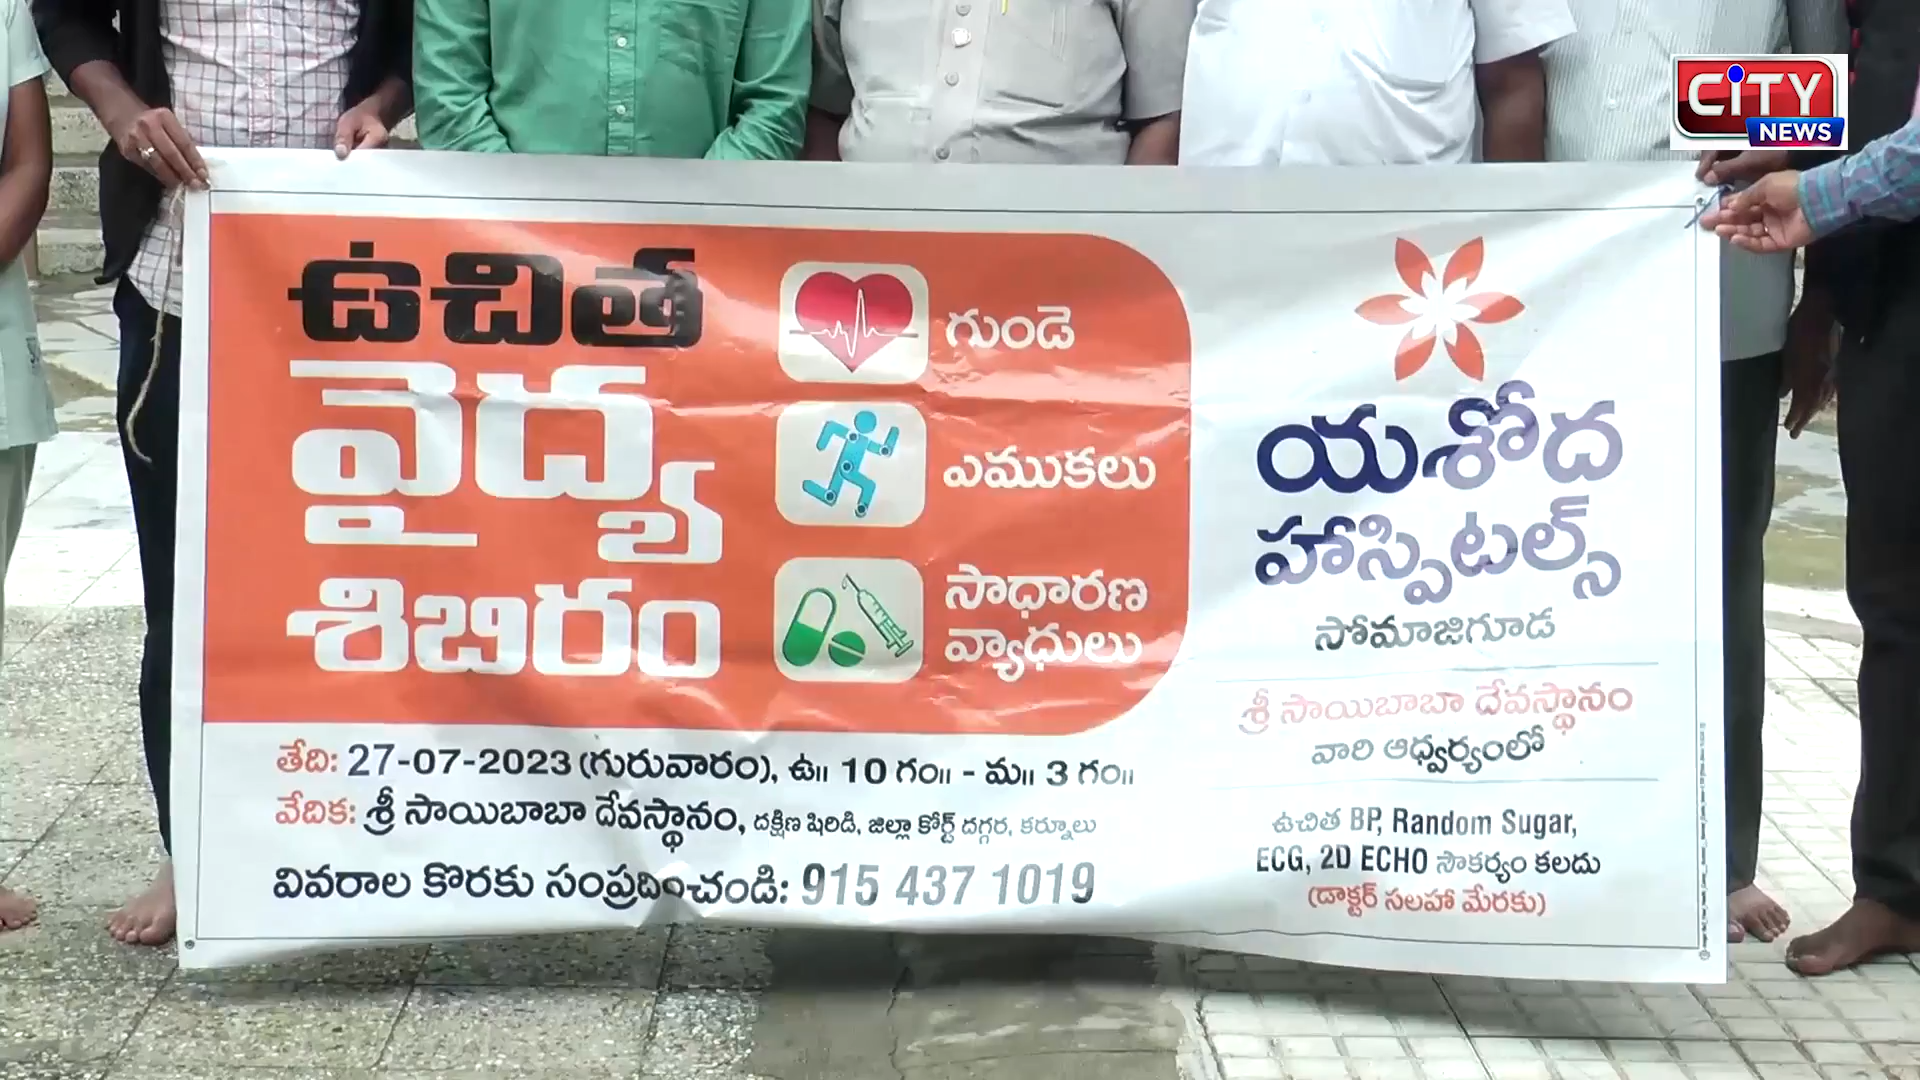 CiTY
NEWS
ఉచిత
వైద్య
శిబిరం
గుండె
ఎముకలు
సాధారణ
వ్యాధులు
తేది: 27-07-2023 (గురువారం), ఉ॥ 10 గం॥ - మ॥ 3 గం॥
వేదిక: శ్రీ సాయిబాబా దేవస్థానం, దక్షిణ షిరిడి, జిల్లా కోర్ట్ దగ్గర, కర్నూలు
వివరాల కొరకు సంప్రదించండి: 915 437 1019
యశోద
హాస్పిటల్స్
సోమాజిగూడ
శ్రీ సాయిబాబా దేవస్థానం
వారి ఆధ్వర్యంలో
ఉచిత BP, Random Sugar,
ECG, 2D ECHO సౌకర్యం కలదు
(డాక్టర్ సలహా మేరకు)